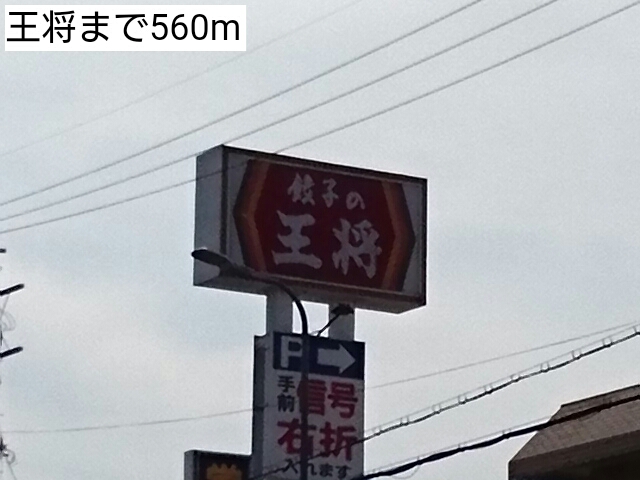 王将まで560m
餃子の
王将
P
手前信号
右折
入れます